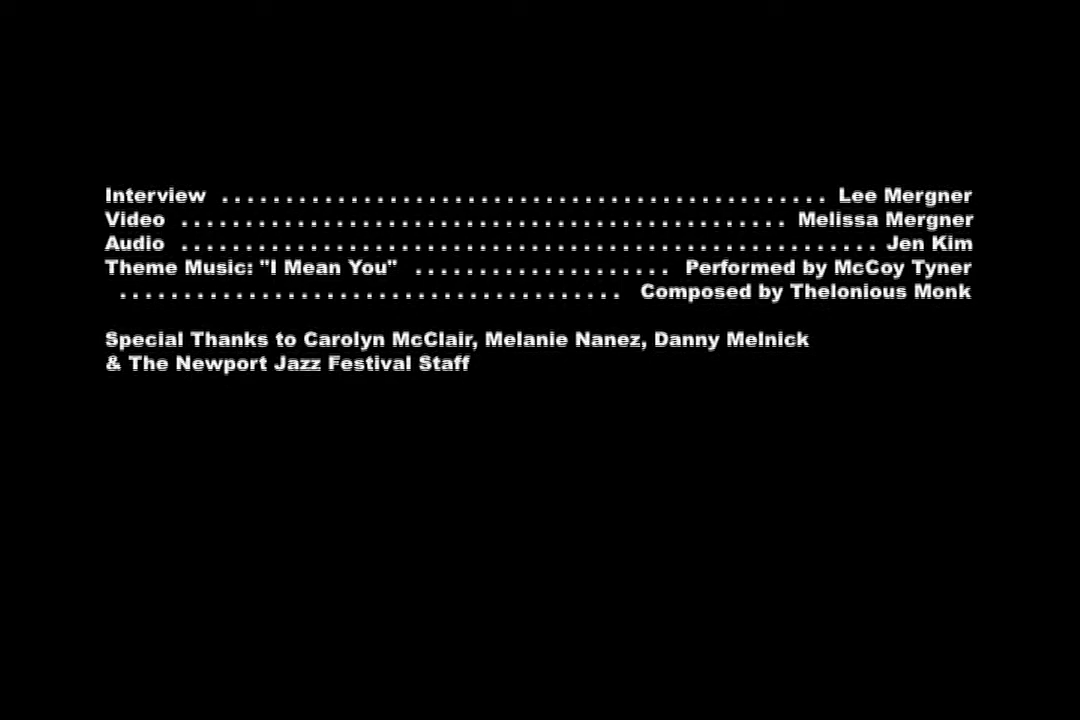 Interview . . . . . . . . . . . . . . . . . . . . . . . . . . . . . . . . . . . . . . . . . . . . . . . Lee Mergner
Video . . . . . . . . . . . . . . . . . . . . . . . . . . . . . . . . . . . . . . . . . . . . . . . Melissa Mergner
Audio . . . . . . . . . . . . . . . . . . . . . . . . . . . . . . . . . . . . . . . . . . . . . . . . . . . . . . Jen Kim
Theme Music: "I Mean You" . . . . . . . . . . . . . . . . . . . . Performed by McCoy Tyner
. . . . . . . . . . . . . . . . . . . . . . . . . . . . . . . . . . . . . . . Composed by Thelonious Monk
Special Thanks to Carolyn McClair, Melanie Nanez, Danny Melnick
& The Newport Jazz Festival Staff